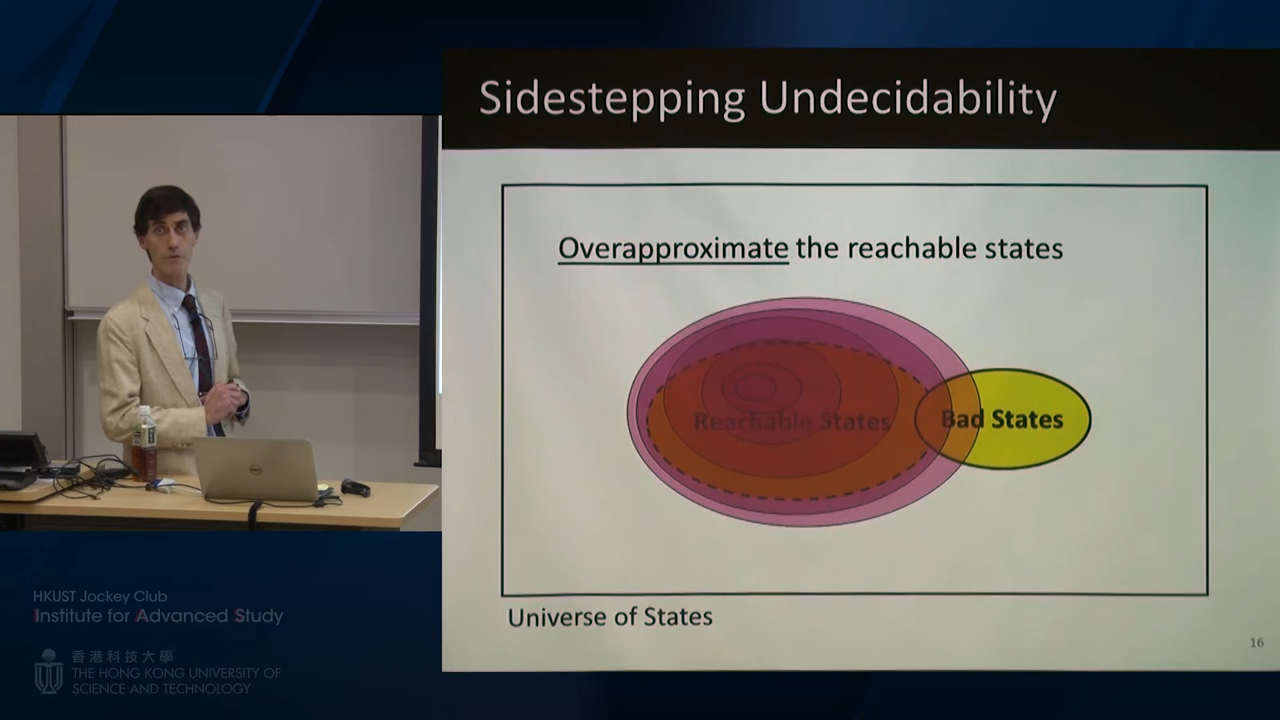 Sidestepping Undecidability
Overapproximate the reachable states
Reachable States
Bad States
Universe of States
16
HKUST Jockey Club
Institute for Advanced Study
香港科技大學
THE HONG KONG UNIVERSITY OF
SCIENCE AND TECHNOLOGY